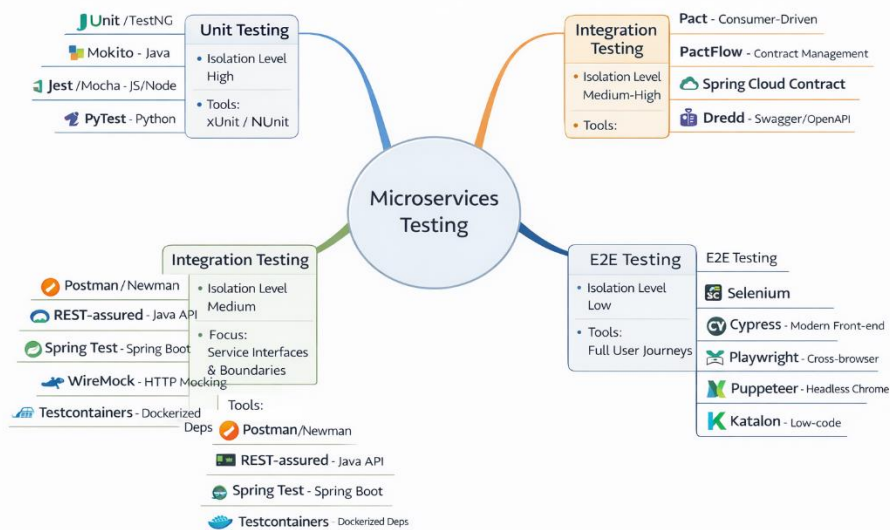 JUnit /TestNG
Mokito - Java
Jest /Mocha - JS/Node
PyTest - Python
Unit Testing
• Isolation Level
High
• Tools:
xUnit / NUnit
Integration
Testing
• Isolation Level
Medium-High
• Tools:
Pact - Consumer-Driven
PactFlow - Contract Management
Spring Cloud Contract
Dredd - Swagger/OpenAPI
Microservices
Testing
Integration Testing
• Isolation Level
Medium
• Focus:
Service Interfaces
& Boundaries
Postman/Newman
REST-assured - Java API
Spring Test - Spring Boot
WireMock - HTTP Mocking
Testcontainers - Dockerized
Deps
Tools:
Postman/Newman
REST-assured - Java API
Spring Test - Spring Boot
Testcontainers - Dockerized Deps
E2E Testing
• Isolation Level
Low
• Tools:
Full User Journeys
E2E Testing
SC Selenium
CY Cypress - Modern Front-end
Playwright - Cross-browser
Puppeteer - Headless Chrome
Katalon - Low-code